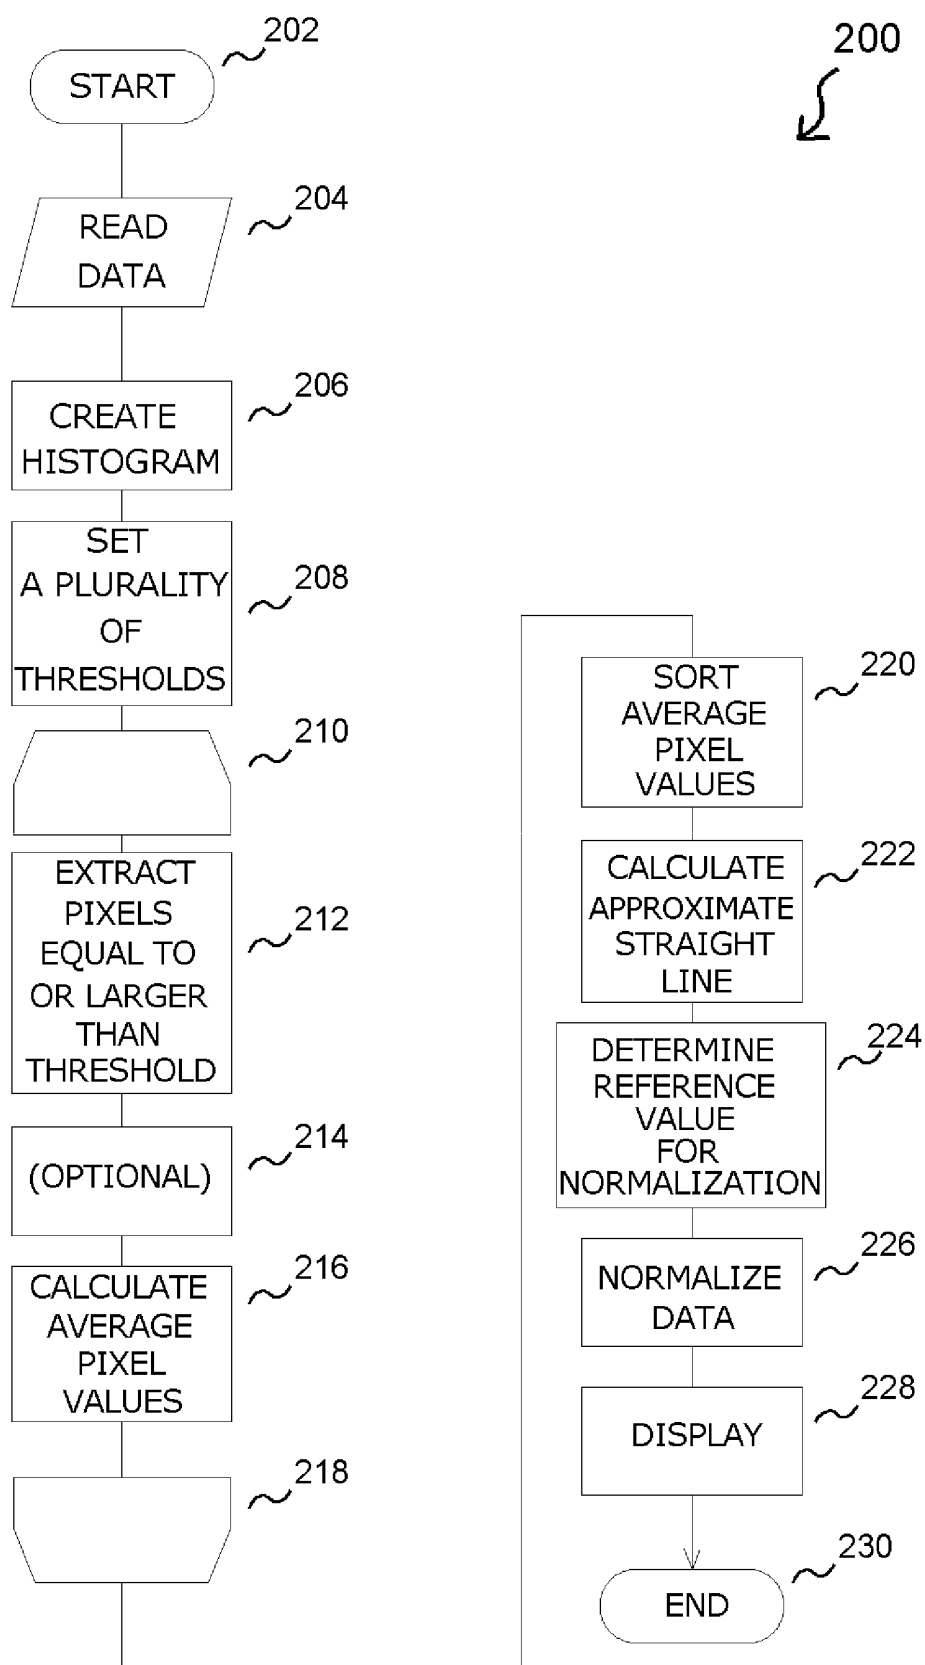 202
START
200
204
READ
DATA
206
CREATE
HISTOGRAM
208
SET
A PLURALITY
OF
THRESHOLDS
210
212
EXTRACT
PIXELS
EQUAL TO
OR LARGER
THAN
THRESHOLD
214
(OPTIONAL)
216
CALCULATE
AVERAGE
PIXEL
VALUES
218
220
SORT
AVERAGE
PIXEL
VALUES
222
CALCULATE
APPROXIMATE
STRAIGHT
LINE
224
DETERMINE
REFERENCE
VALUE
FOR
NORMALIZATION
226
NORMALIZE
DATA
228
DISPLAY
230
END